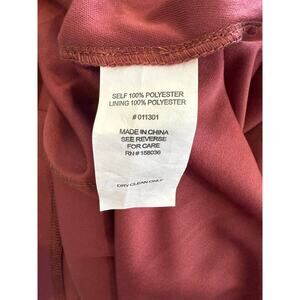 SELF 100% POLYESTER
LINING 100% POLYESTER
# 011301
MADE IN CHINA
SEE REVERSE
FOR CARE
RN # 158036
DRY CLEAN ONLY